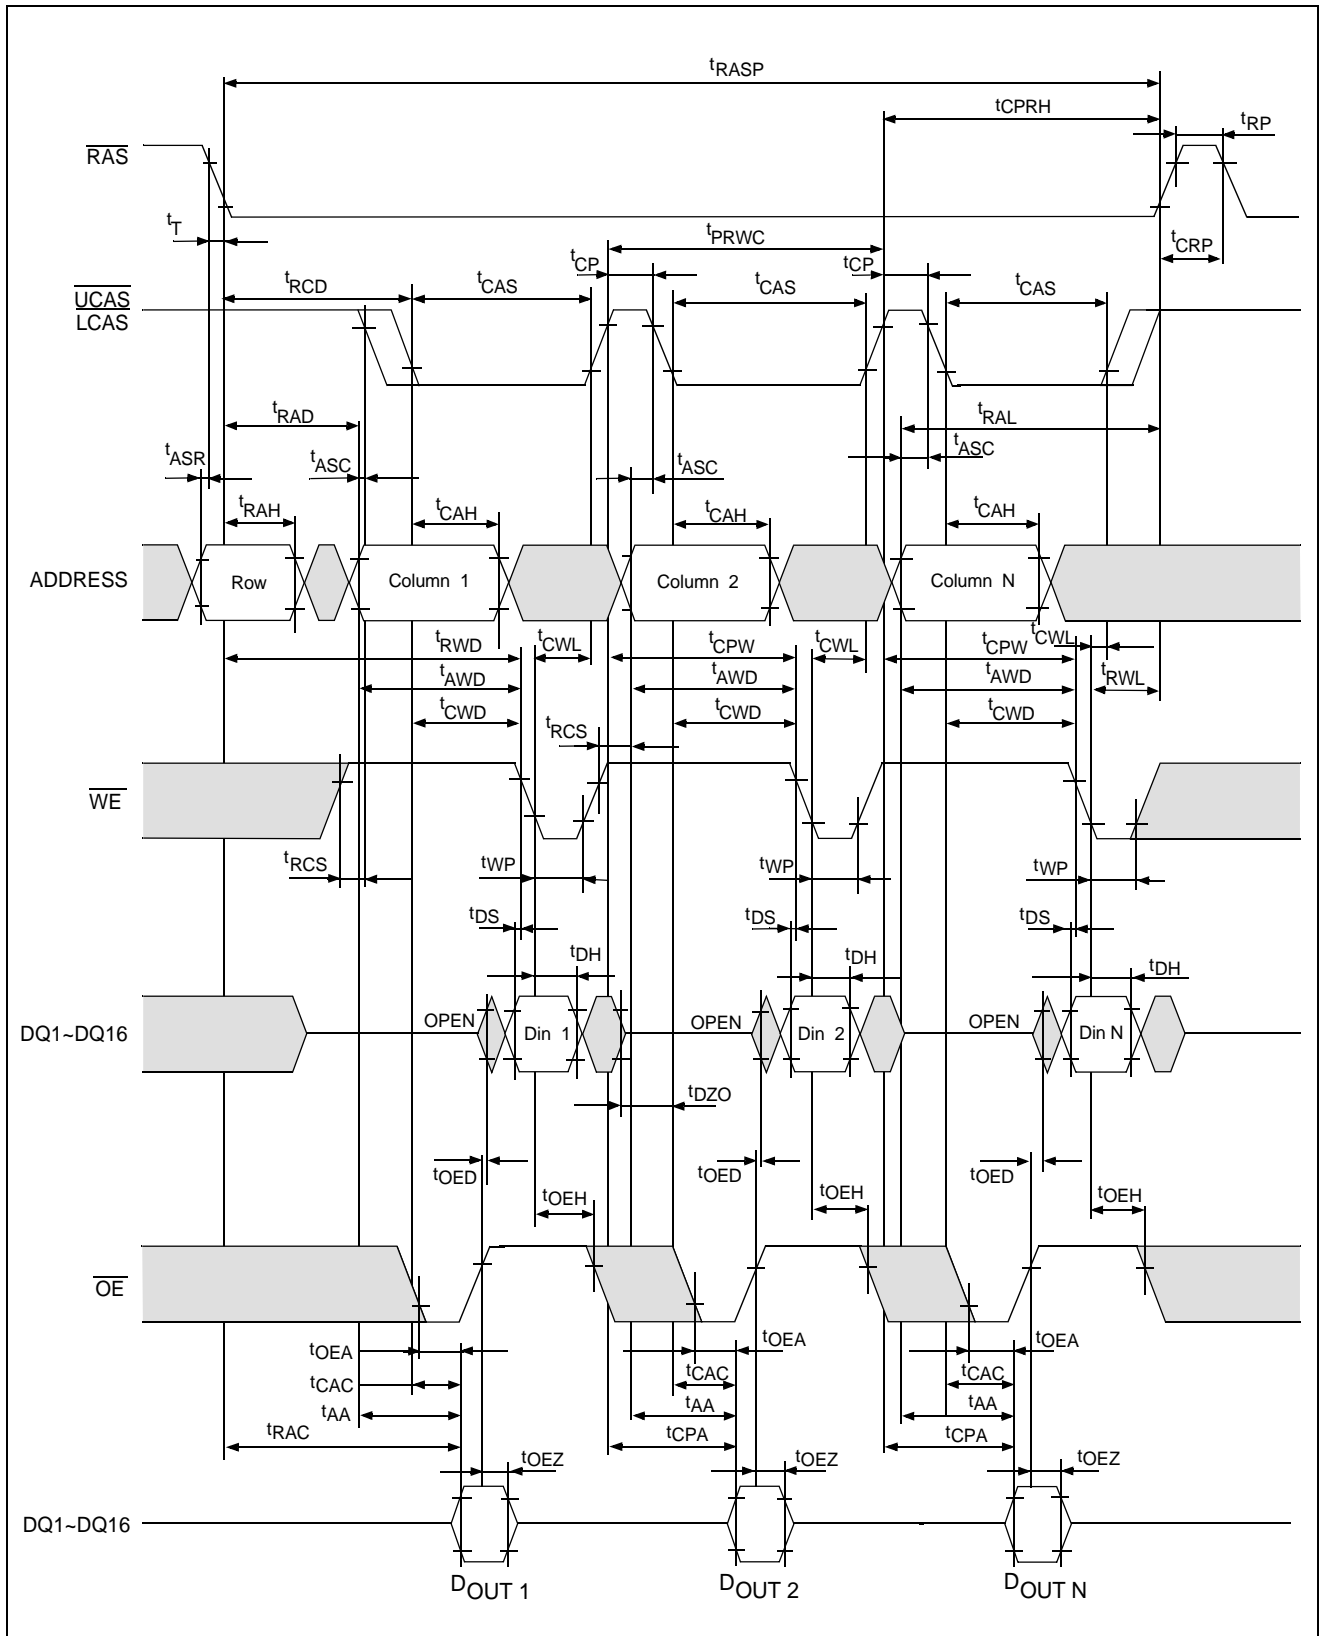 tRASP
tCPRH
tRP
RAS
tT
tPRWC
tCRP
tCP
tCP
tRCD
tCAS
tCAS
tCAS
UCAS
LCAS
tRAD
tRAL
tASR
tASC
tASC
tASC
tRAH
tCAH
tCAH
tCAH
ADDRESS
Row
Column 1
Column 2
Column N
tRWD
tCWL
tCPW
tCWL
tCPW
tCWL
tAWD
tAWD
tAWD
tRWL
tCWD
tCWD
tCWD
tRCS
WE
tRCS
tWP
tWP
tWP
tDS
tDS
tDS
tDH
tDH
tDH
DQ1~DQ16
OPEN
Din 1
OPEN
Din 2
OPEN
Din N
tDZO
tOED
tOED
tOED
tOEH
tOEH
tOEH
OE
tOEA
tOEA
tOEA
tCAC
tCAC
tCAC
tAA
tAA
tAA
tRAC
tCPA
tCPA
tOEZ
tOEZ
tOEZ
DQ1~DQ16
DOUT 1
DOUT 2
DOUT N